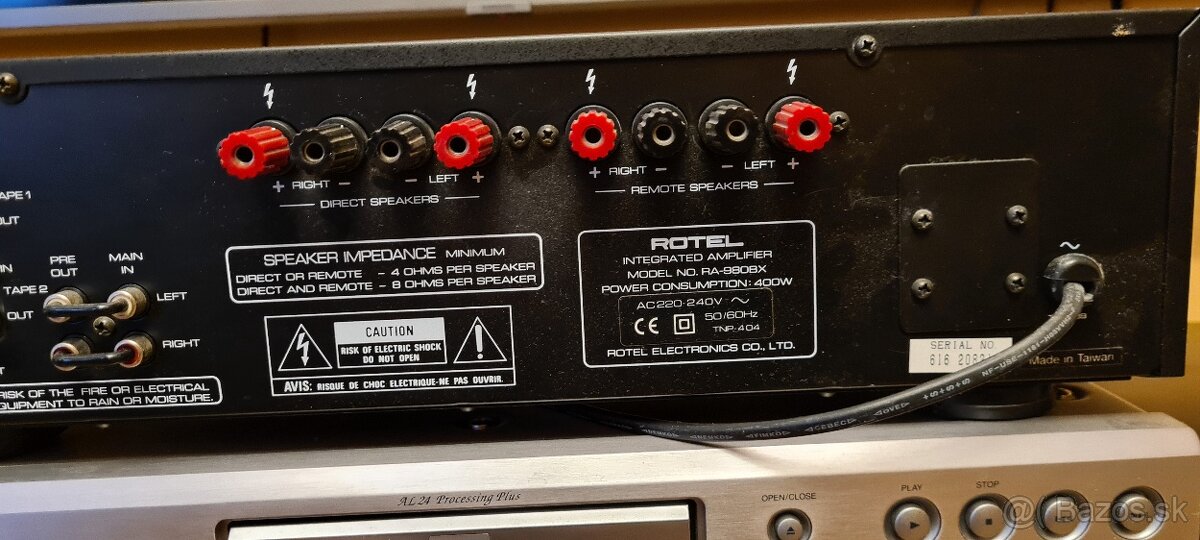 + RIGHT − − LEFT +
DIRECT SPEAKERS
+ RIGHT − − LEFT +
REMOTE SPEAKERS
TAPE 1
OUT
IN
TAPE 2
OUT
PRE OUT
MAIN IN
LEFT
RIGHT
SPEAKER IMPEDANCE MINIMUM
DIRECT OR REMOTE – 4 OHMS PER SPEAKER
DIRECT AND REMOTE – 8 OHMS PER SPEAKER
CAUTION
RISK OF ELECTRIC SHOCK
DO NOT OPEN
AVIS: RISQUE DE CHOC ELECTRIQUE-NE PAS OUVRIR.
RISK OF THE FIRE OR ELECTRICAL
EQUIPMENT TO RAIN OR MOISTURE.
ROTEL
INTEGRATED AMPLIFIER
MODEL NO. RA-980BX
POWER CONSUMPTION: 400W
AC220-240V ~
50/60Hz
CE
TNP-404
ROTEL ELECTRONICS CO., LTD.
~
SERIAL NO
616
Made in Taiwan
AL24 Processing Plus
OPEN/CLOSE
PLAY
STOP
@ Bazos.sk